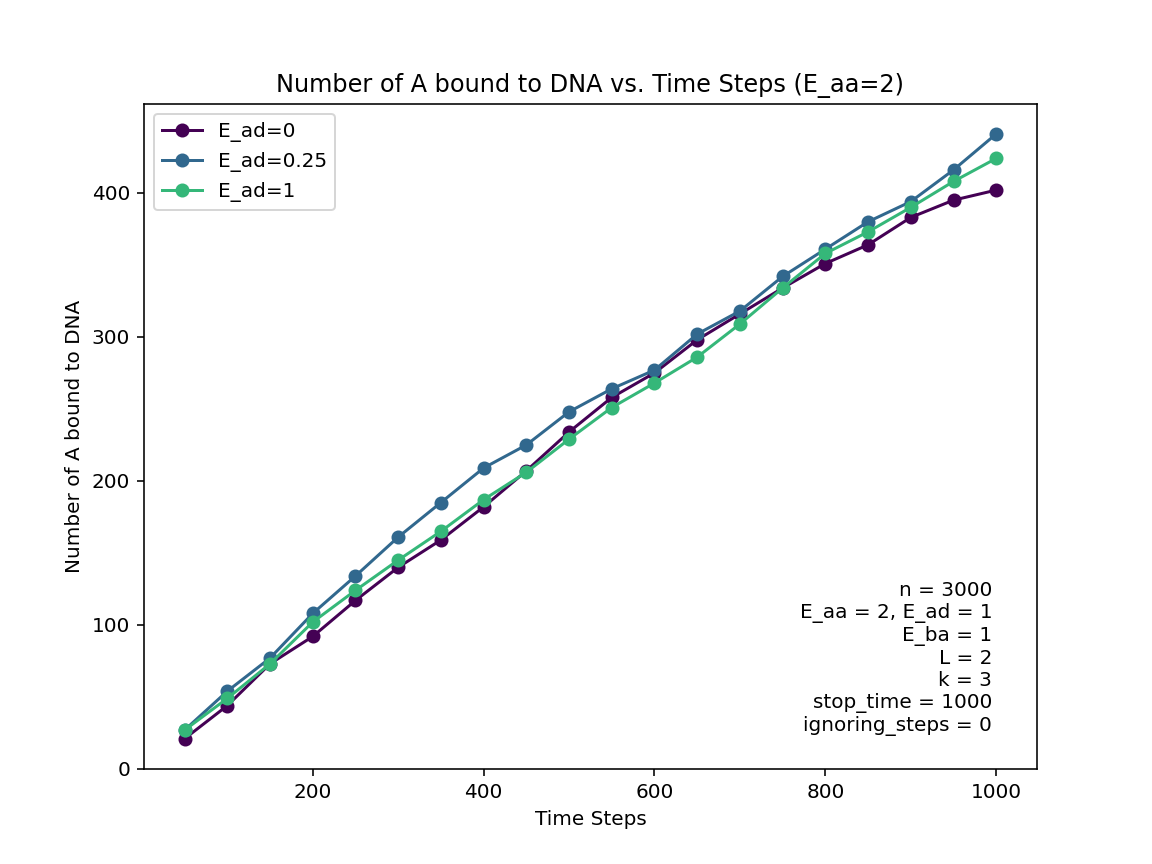 Number of A bound to DNA vs. Time Steps (E_aa=2)
E_ad=0
E_ad=0.25
E_ad=1
400
300
200
100
0
Number of A bound to DNA
n = 3000
E_aa = 2, E_ad = 1
E_ba = 1
L = 2
k = 3
stop_time = 1000
ignoring_steps = 0
200 400 600 800 1000
Time Steps